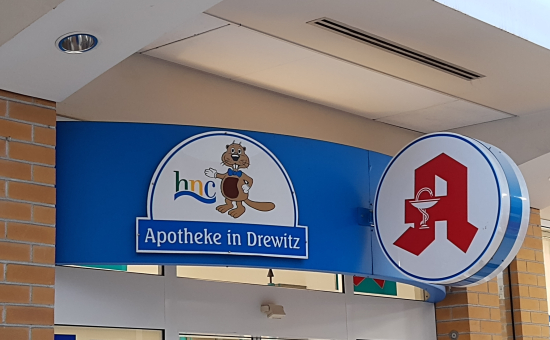 hnc
Apotheke in Drewitz
A